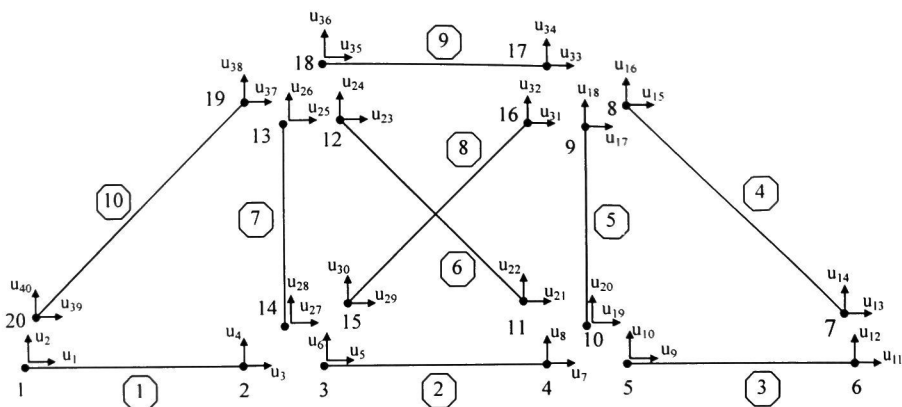 u₃₆
u₃₅
18
9
17
u₃₄
u₃₃
u₃₈
19
u₃₇
u₂₆
u₂₅
13
u₂₄
u₂₃
12
u₃₂
16
u₃₁
u₁₈
9
u₁₇
u₁₆
8
u₁₅
10
7
8
6
5
4
u₄₀
u₃₉
20
u₂₈
u₂₇
14
u₃₀
u₂₉
15
u₂₂
u₂₁
11
u₂₀
u₁₉
10
u₁₄
u₁₃
7
u₂
u₁
1
1
u₄
u₃
2
u₆
u₅
3
2
u₈
u₇
4
u₁₀
u₉
5
3
u₁₂
u₁₁
6